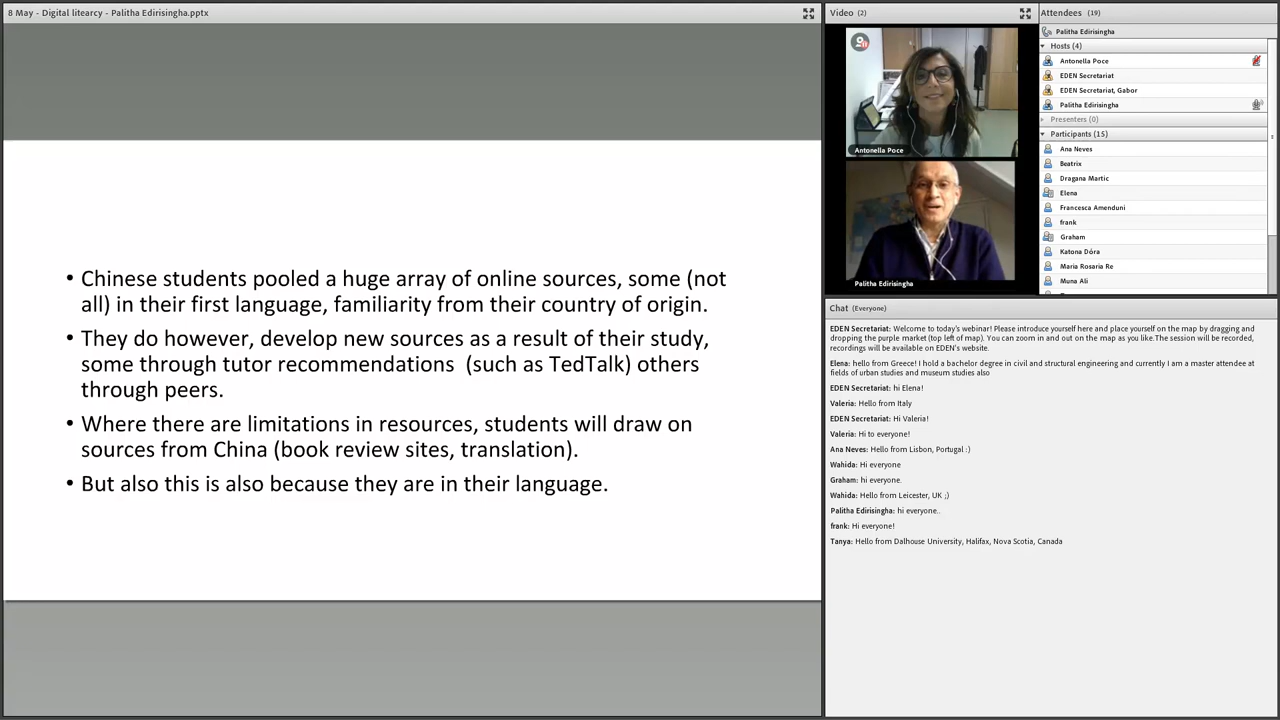 8 May - Digital litearcy - Palitha Edirisingha.pptx
• Chinese students pooled a huge array of online sources, some (not
all) in their first language, familiarity from their country of origin.
• They do however, develop new sources as a result of their study,
some through tutor recommendations (such as TedTalk) others
through peers.
• Where there are limitations in resources, students will draw on
sources from China (book review sites, translation).
• But also this is also because they are in their language.
Video (2)
Antonella Poce
Palitha Edirisingha
Attendees (19)
Palitha Edirisingha
Hosts (4)
Antonella Poce
EDEN Secretariat
EDEN Secretariat, Gabor
Palitha Edirisingha
Presenters (0)
Participants (15)
Ana Neves
Beatrix
Dragana Martic
Elena
Francesca Amenduni
frank
Graham
Katona Dóra
Maria Rosaria Re
Muna Ali
Chat (Everyone)
EDEN Secretariat: Welcome to today's webinar! Please introduce yourself here and place yourself on the map by dragging and
dropping the purple market (top left of map). You can zoom in and out on the map as you like.The session will be recorded,
recordings will be available on EDEN's website.
Elena: hello from Greece! I hold a bachelor degree in civil and structural engineering and currently I am a master attendee at
fields of urban studies and museum studies also
EDEN Secretariat: hi Elena!
Valeria: Hello from Italy
EDEN Secretariat: Hi Valeria!
Valeria: Hi to everyone!
Ana Neves: Hello from Lisbon, Portugal :)
Wahida: Hi everyone
Graham: hi everyone.
Wahida: Hello from Leicester, UK ;)
Palitha Edirisingha: hi everyone..
frank: Hi everyone!
Tanya: Hello from Dalhouse University, Halifax, Nova Scotia, Canada